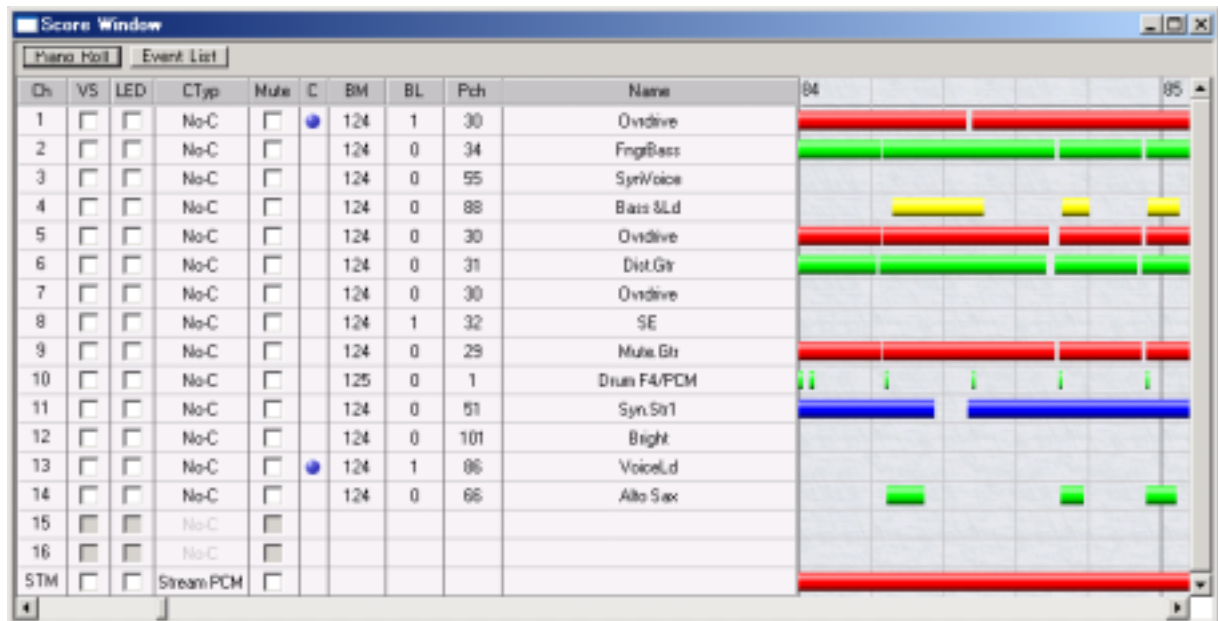 Score Window
Piano Roll Event List
Ch VS LED CTyp Mute C BM BL Pch Name 84 85
1 No-C 124 1 30 Ovrdrive
2 No-C 124 0 34 FngrBass
3 No-C 124 0 55 SynVoice
4 No-C 124 0 88 Bass &Ld
5 No-C 124 0 30 Ovrdrive
6 No-C 124 0 31 Dist.Gtr
7 No-C 124 0 30 Ovrdrive
8 No-C 124 1 32 SE
9 No-C 124 0 29 Mute.Gtr
10 No-C 125 0 1 Drum F4/PCM
11 No-C 124 0 51 Syn.Str1
12 No-C 124 0 101 Bright
13 No-C 124 1 86 VoiceLd
14 No-C 124 0 66 Alto Sax
15 No-C
16 No-C
STM Stream PCM